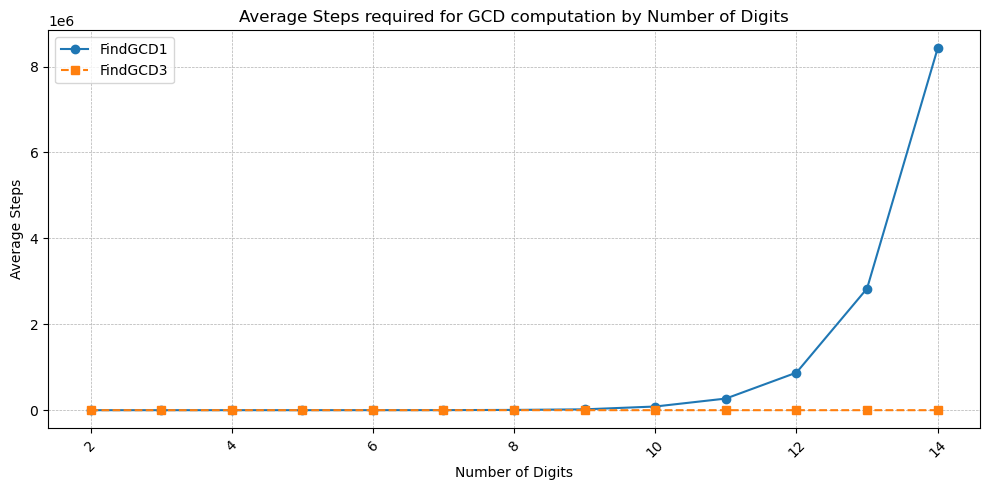 Average Steps required for GCD computation by Number of Digits
1e6
FindGCD1
FindGCD3
8
6
4
2
0
Average Steps
2 4 6 8 10 12 14
Number of Digits